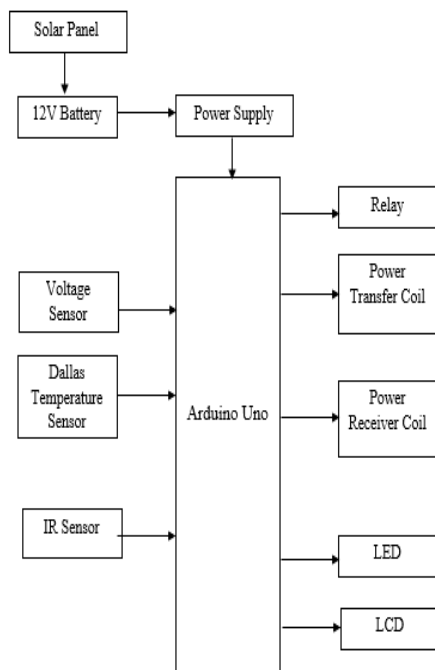 Solar Panel
12V Battery
Power Supply
Relay
Power
Transfer Coil
Voltage
Sensor
Dallas
Temperature
Sensor
Arduino Uno
Power
Receiver Coil
IR Sensor
LED
LCD